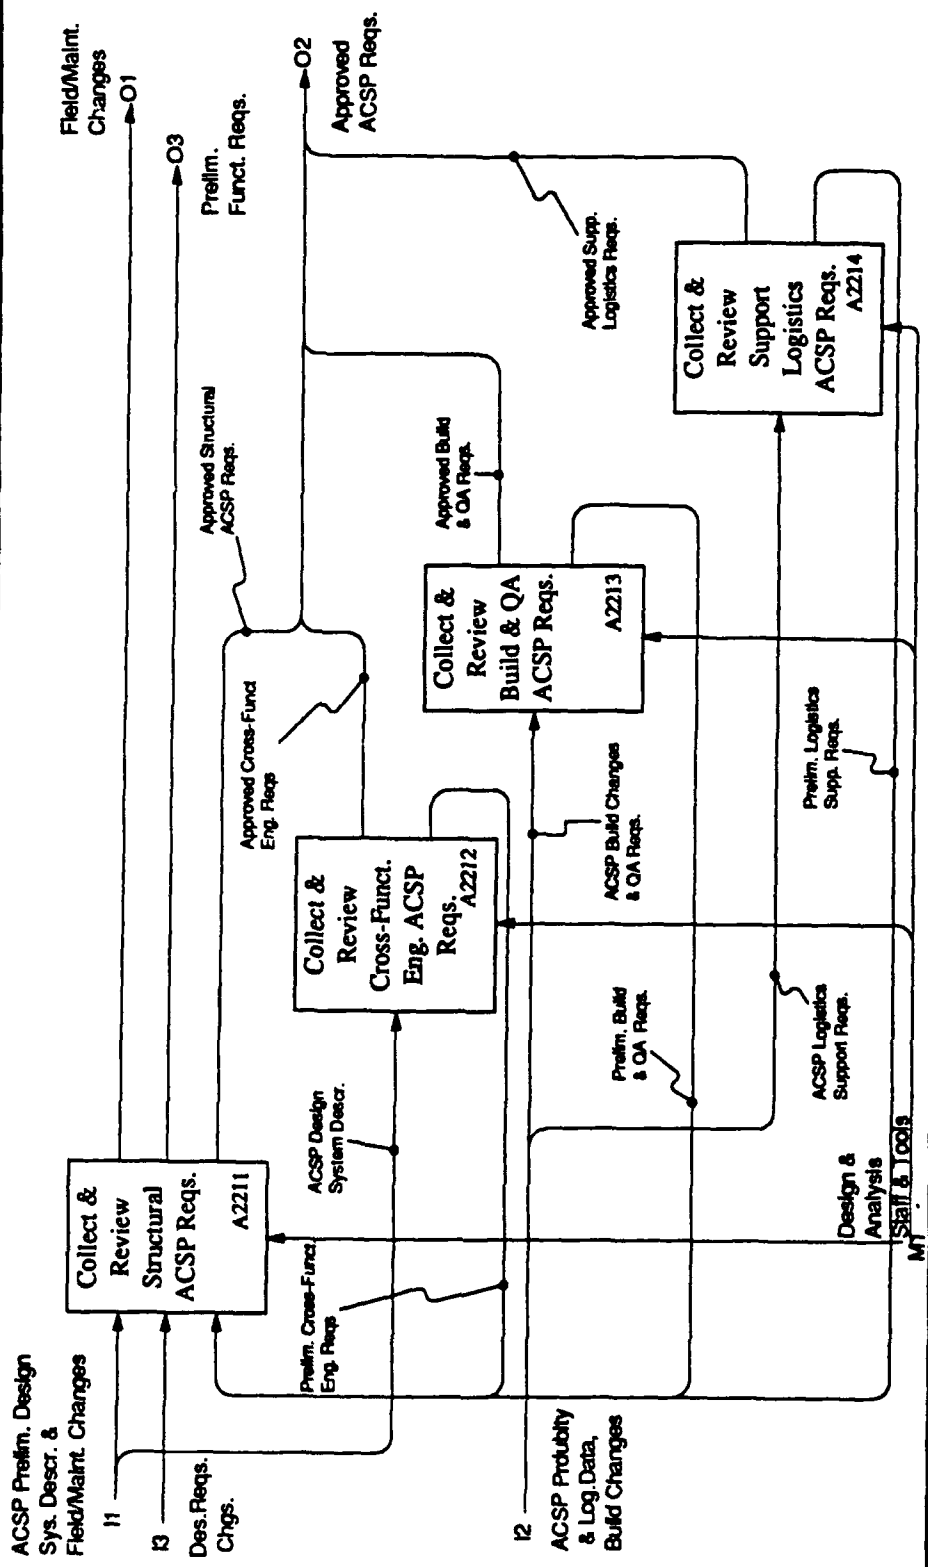 ACSP Prelim. Design
Sys. Descr. &
Field/Maint. Changes
I1
I3
Des.Reqs.
Chgs.
I2
ACSP Prdublty
& Log.Data,
Build Changes
Collect &
Review
Structural
ACSP Reqs.
A2211
Field/Maint.
Changes
O1
O3
Prelim.
Funct. Reqs.
O2
Approved
ACSP Reqs.
Approved Structural
ACSP Reqs.
Approved Cross-Funct
Eng. Reqs
ACSP Design
System Descr.
Prelim. Cross-Funct.
Eng. Reqs
Collect &
Review
Cross-Funct.
Eng. ACSP
Reqs.
A2212
Approved Build
& QA Reqs.
Collect &
Review
Build & QA
ACSP Reqs.
A2213
ACSP Build Changes
& QA Reqs.
Prelim. Build
& QA Reqs.
Approved Supp.
Logistics Reqs.
Collect &
Review
Support
Logistics
ACSP Reqs.
A2214
Prelim. Logistics
Supp. Reqs.
ACSP Logistics
Support Reqs.
Design &
Analysis
Staff & Tools
M1